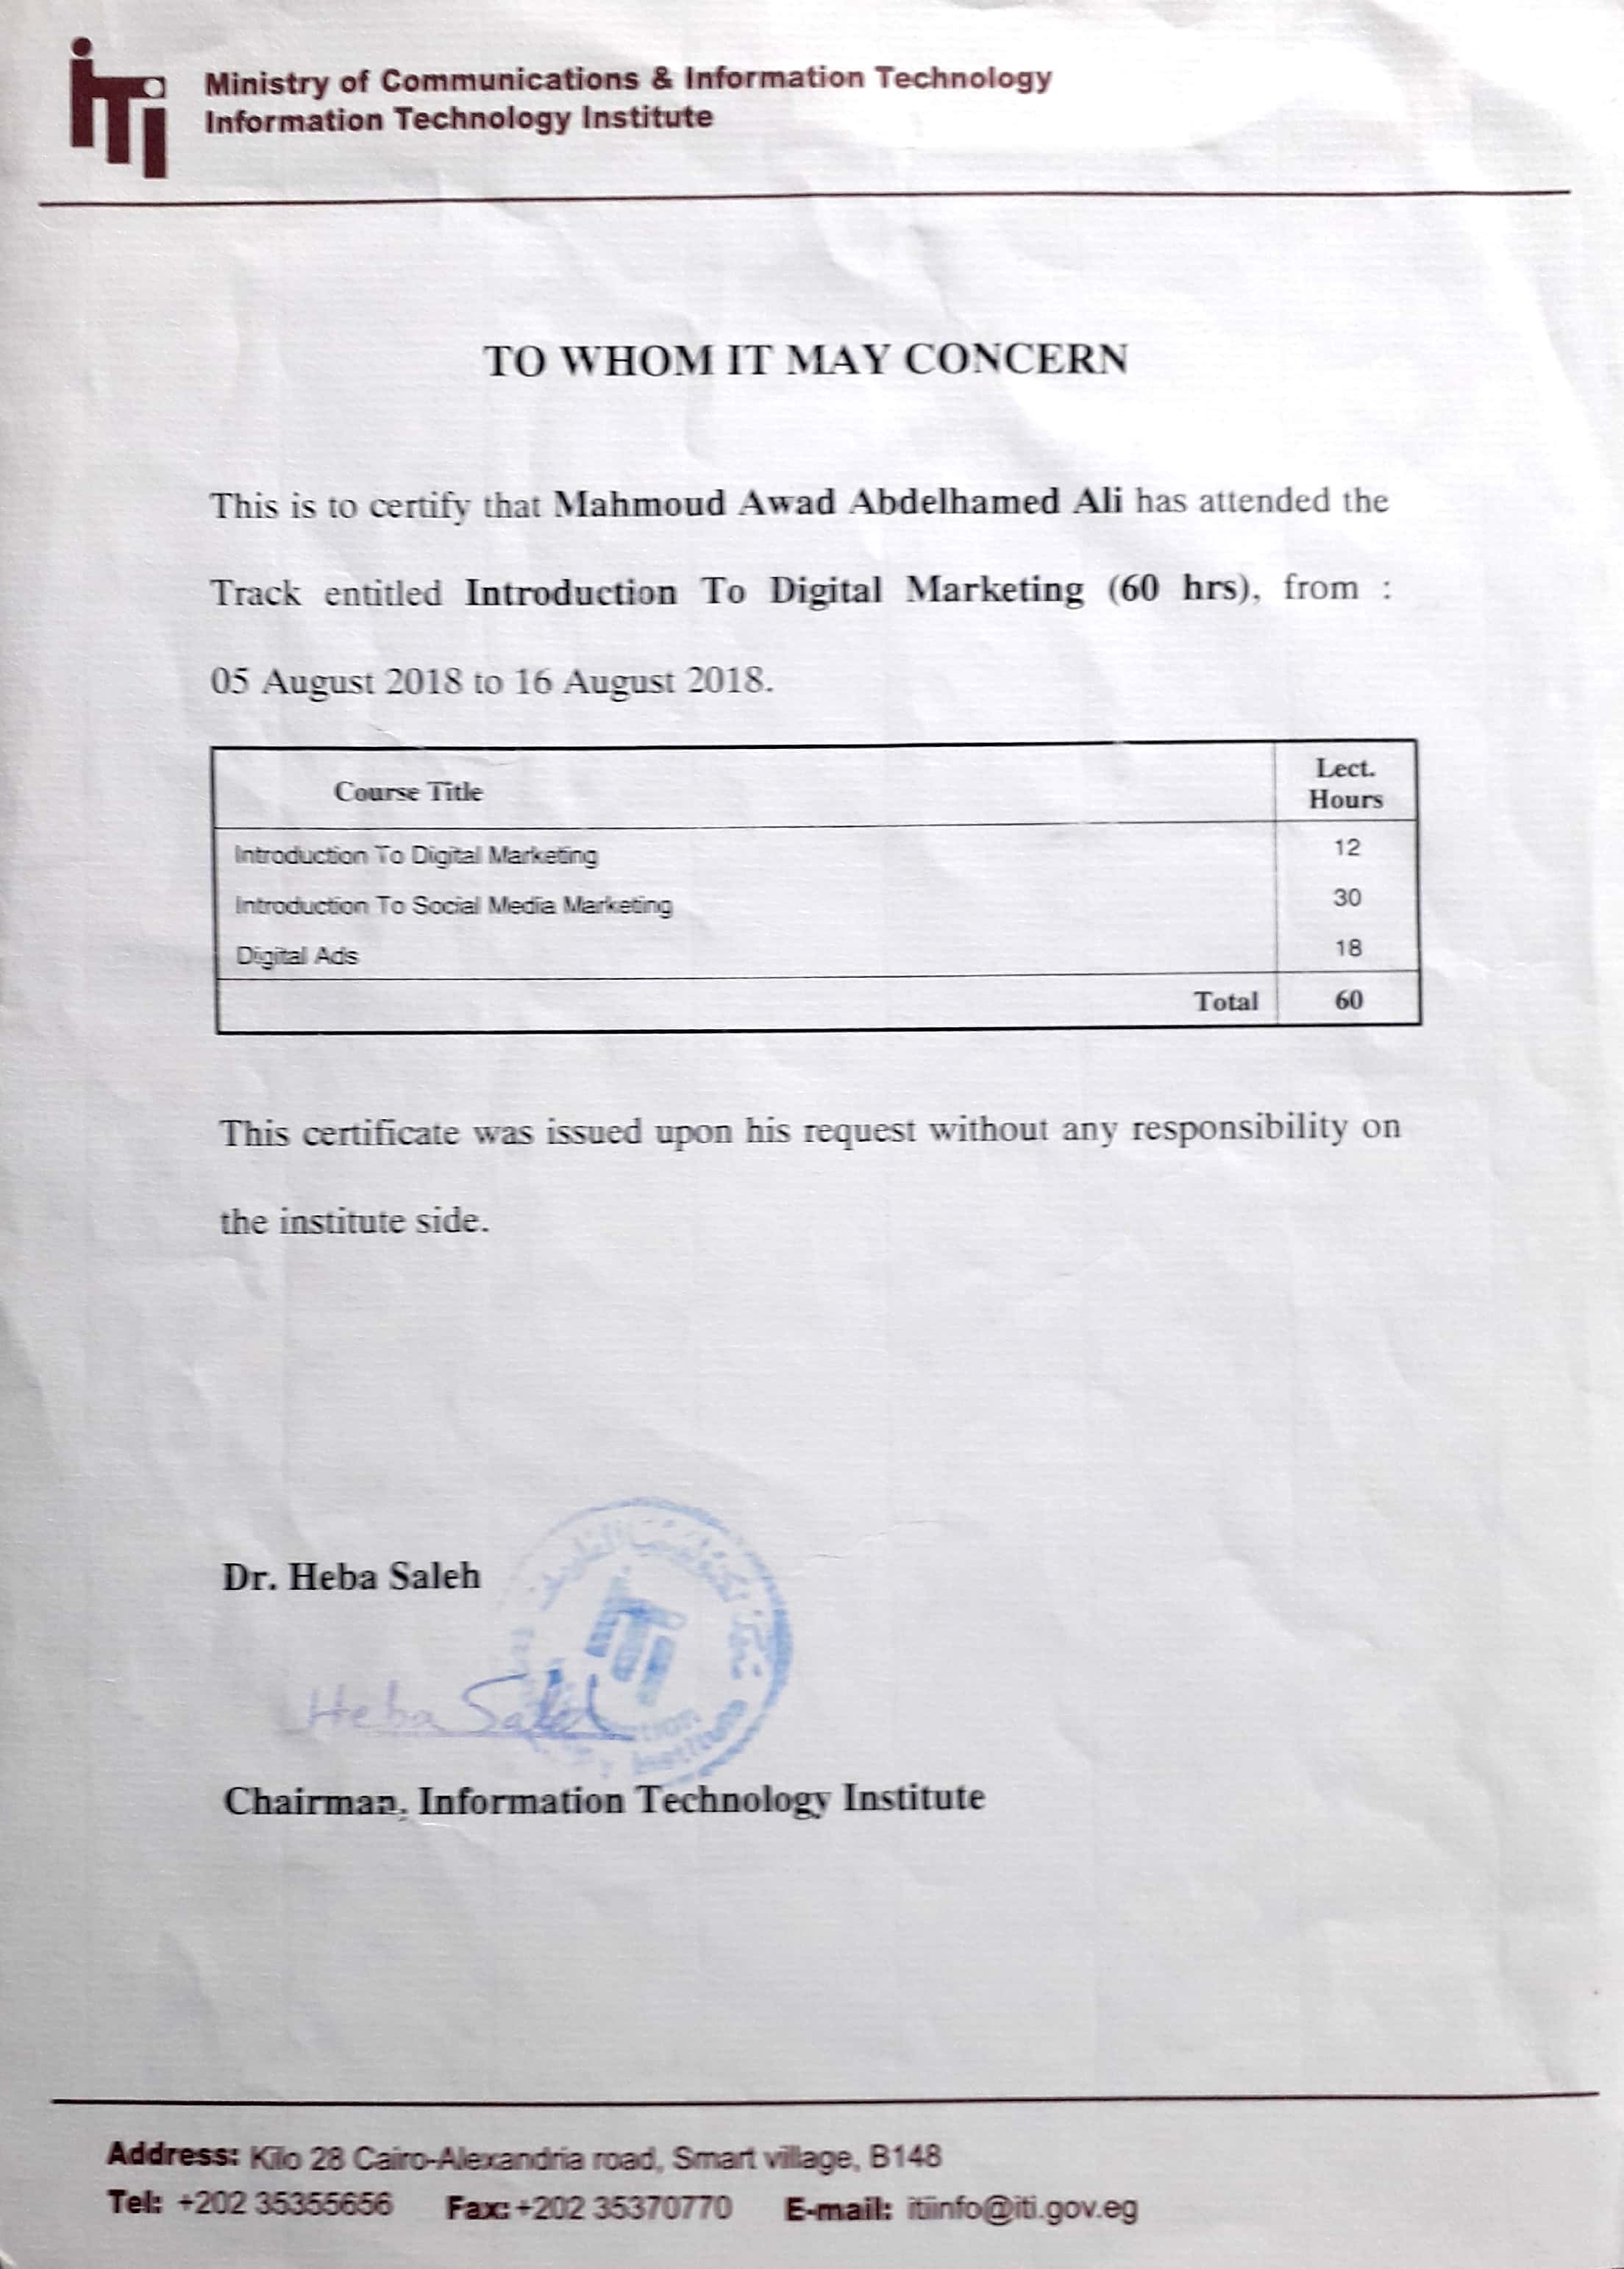 iTi
Ministry of Communications & Information Technology
Information Technology Institute
TO WHOM IT MAY CONCERN
This is to certify that Mahmoud Awad Abdelhamed Ali has attended the
Track entitled Introduction To Digital Marketing (60 hrs), from :
05 August 2018 to 16 August 2018.
Course Title Lect. Hours
Introduction To Digital Marketing 12
Introduction To Social Media Marketing 30
Digital Ads 18
Total 60
This certificate was issued upon his request without any responsibility on
the institute side.
Dr. Heba Saleh
iTi
Institute
Heba Saleh
Chairman, Information Technology Institute
Address: Kilo 28 Cairo-Alexandria road, Smart village, B148
Tel: +202 35355656 Fax: +202 35370770 E-mail: itiinfo@iti.gov.eg